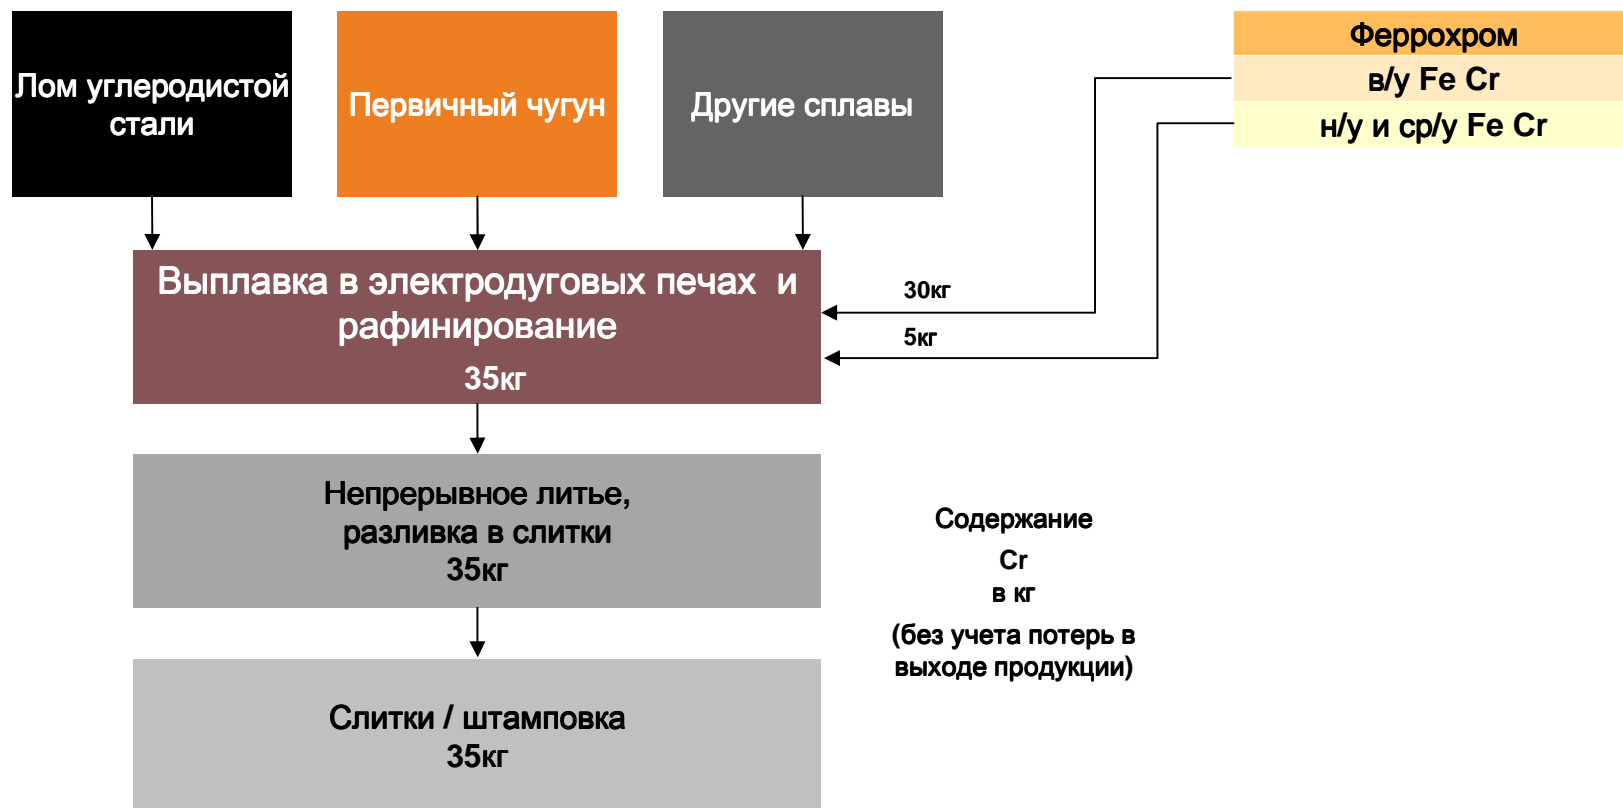 Лом углеродистой
стали
Первичный чугун
Другие сплавы
Феррохром
в/у Fe Cr
н/у и ср/у Fe Cr
Выплавка в электродуговых печах и
рафинирование
35кг
30кг
5кг
Непрерывное литье,
разливка в слитки
35кг
Содержание
Cr
в кг
(без учета потерь в
выходе продукции)
Слитки / штамповка
35кг